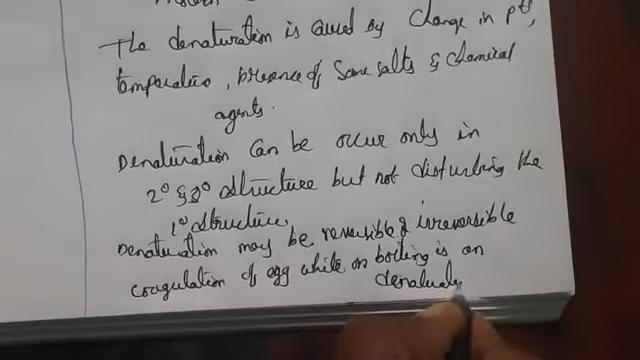 The denaturation is caused by change in pH,
temperature, presence of some salts & chemical
agents.
Denaturation can be occur only in
2° & 3° structure but not disturbing the
1° structure.
Denaturation may be reversible & irreversible
coagulation of egg white on boiling is an